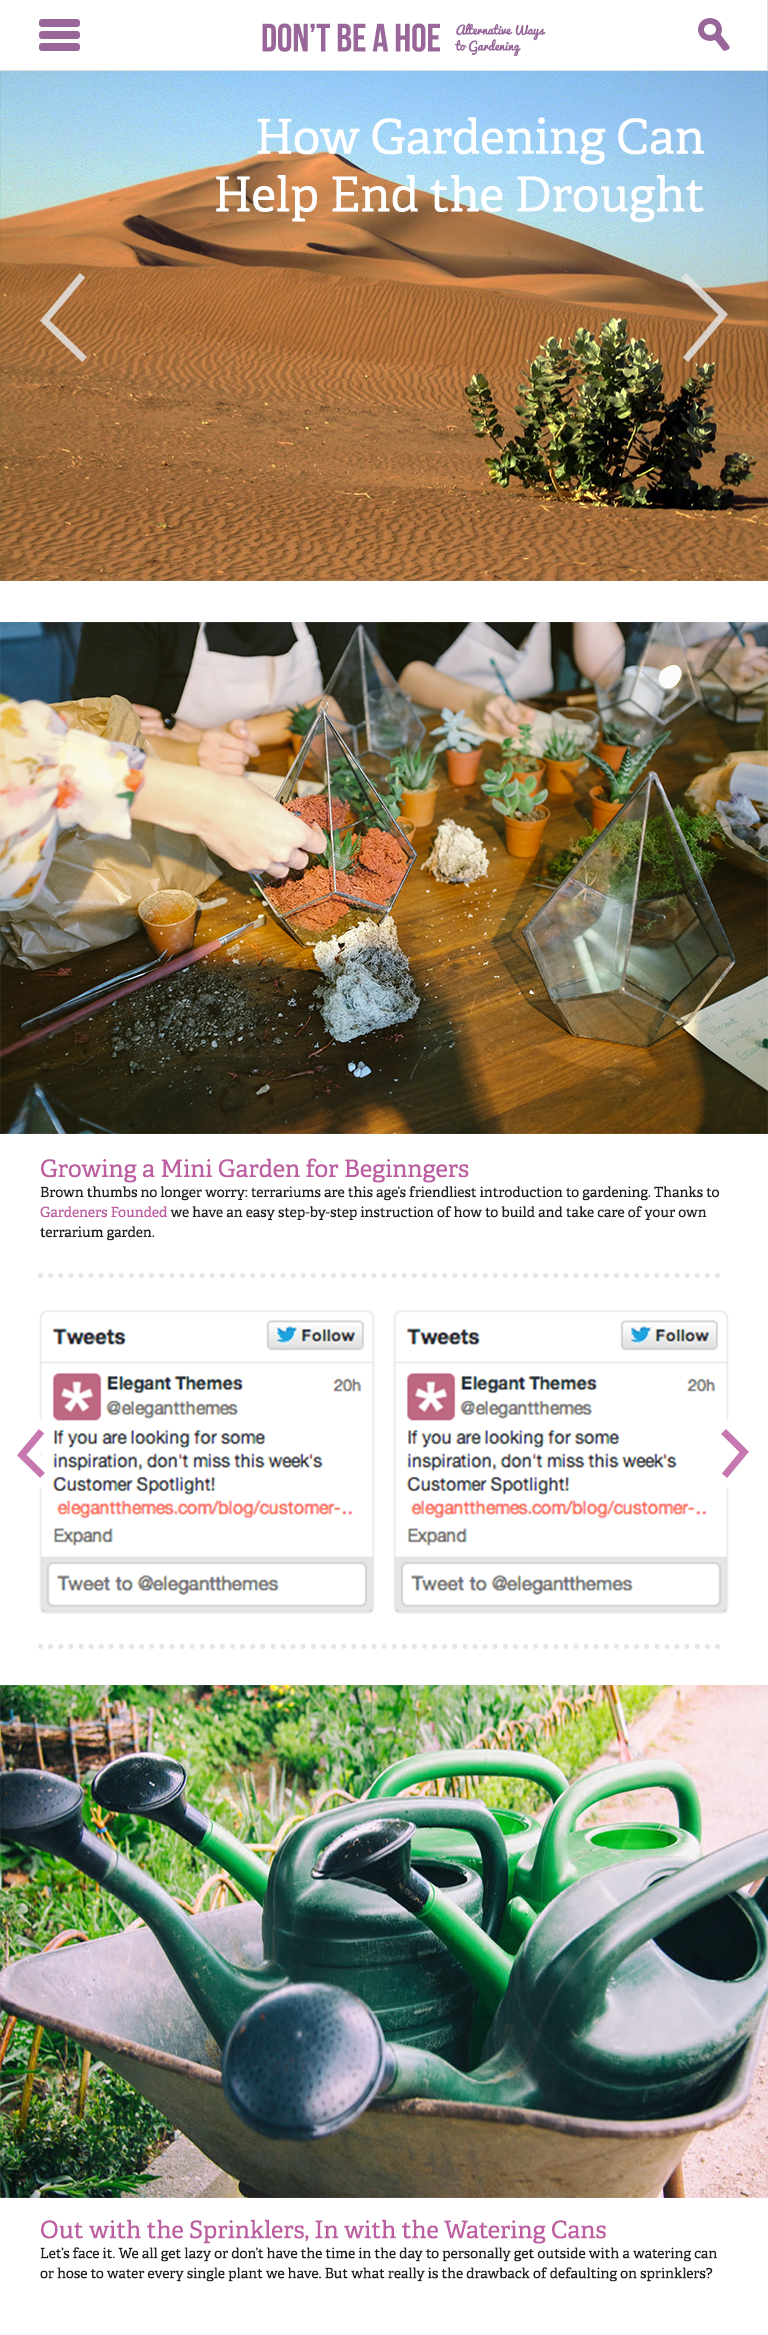 DON'T BE A HOE
Alternative Ways
to Gardening
How Gardening Can
Help End the Drought
Growing a Mini Garden for Beginngers
Brown thumbs no longer worry: terrariums are this age's friendliest introduction to gardening. Thanks to
Gardeners Founded we have an easy step-by-step instruction of how to build and take care of your own
terrarium garden.
Tweets
Follow
Elegant Themes
20h
@elegantthemes
If you are looking for some
inspiration, don't miss this week's
Customer Spotlight!
elegantthemes.com/blog/customer-..
Expand
Tweet to @elegantthemes
Tweets
Follow
Elegant Themes
20h
@elegantthemes
If you are looking for some
inspiration, don't miss this week's
Customer Spotlight!
elegantthemes.com/blog/customer-..
Expand
Tweet to @elegantthemes
Out with the Sprinklers, In with the Watering Cans
Let's face it. We all get lazy or don't have the time in the day to personally get outside with a watering can
or hose to water every single plant we have. But what really is the drawback of defaulting on sprinklers?